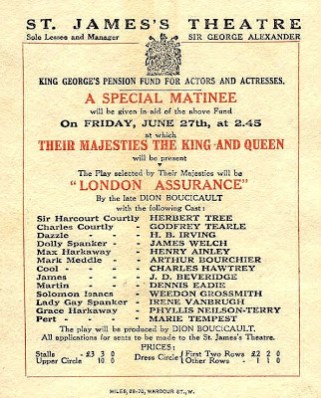 ST. JAMES'S THEATRE
Sole Lessee and Manager SIR GEORGE ALEXANDER
KING GEORGE'S PENSION FUND FOR ACTORS AND ACTRESSES.
A SPECIAL MATINEE
will be given in aid of the above Fund
On FRIDAY, JUNE 27th, at 2.45
at which
THEIR MAJESTIES THE KING AND QUEEN
will be present
The Play selected by Their Majesties will be
"LONDON ASSURANCE"
By the late DION BOUCICAULT
with the following Cast:
Sir Harcourt Courtly HERBERT TREE
Charles Courtly - GODFREY TEARLE
Dazzle - - H. B. IRVING
Dolly Spanker - - JAMES WELCH
Max Harkaway - HENRY AINLEY
Mark Meddle - - ARTHUR BOURCHIER
Cool - - - CHARLES HAWTREY
James - - - J. D. BEVERIDGE
Martin - - - DENNIS EADIE
Solomon Isaacs - WEEDON GROSSMITH
Lady Gay Spanker - IRENE VANBRUGH
Grace Harkaway - PHYLLIS NEILSON-TERRY
Pert - - - MARIE TEMPEST
The play will be produced by DION BOUCICAULT.
All applications for seats to be made to the St. James's Theatre.
PRICES:
Stalls - £3 3 0
Upper Circle 10 0
Dress Circle { First Two Rows £2 2 0
Other Rows - 1 1 0
MILES, WARDOUR ST., W.